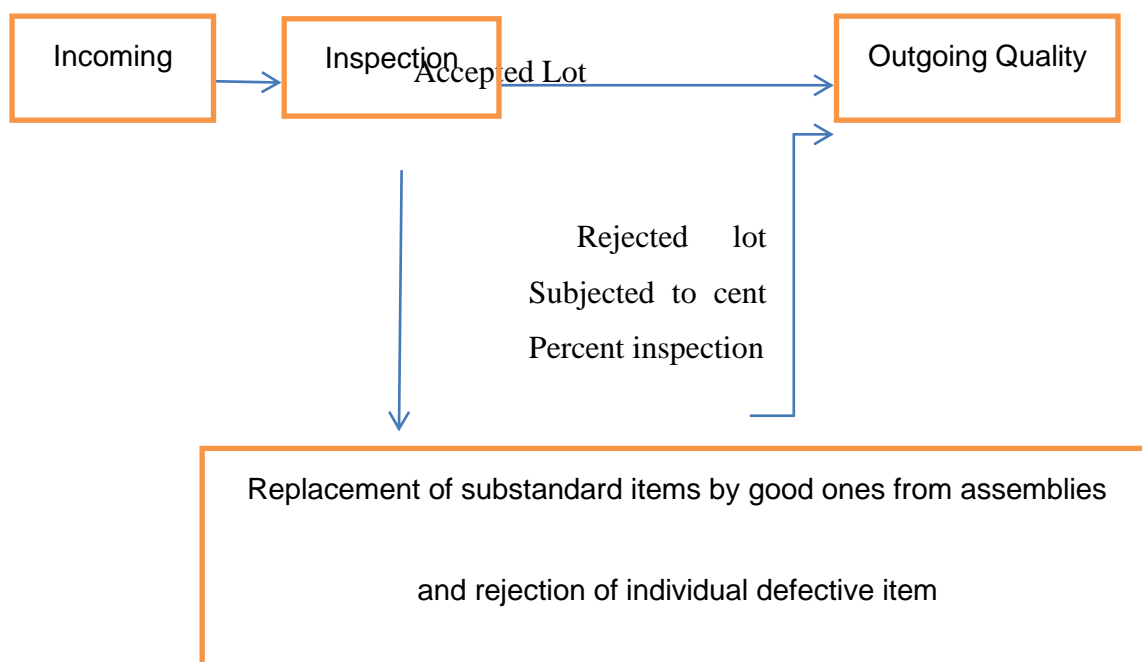 Incoming
Inspection
Accepted Lot
Outgoing Quality
Rejected lot
Subjected to cent
Percent inspection
Replacement of substandard items by good ones from assemblies
and rejection of individual defective item